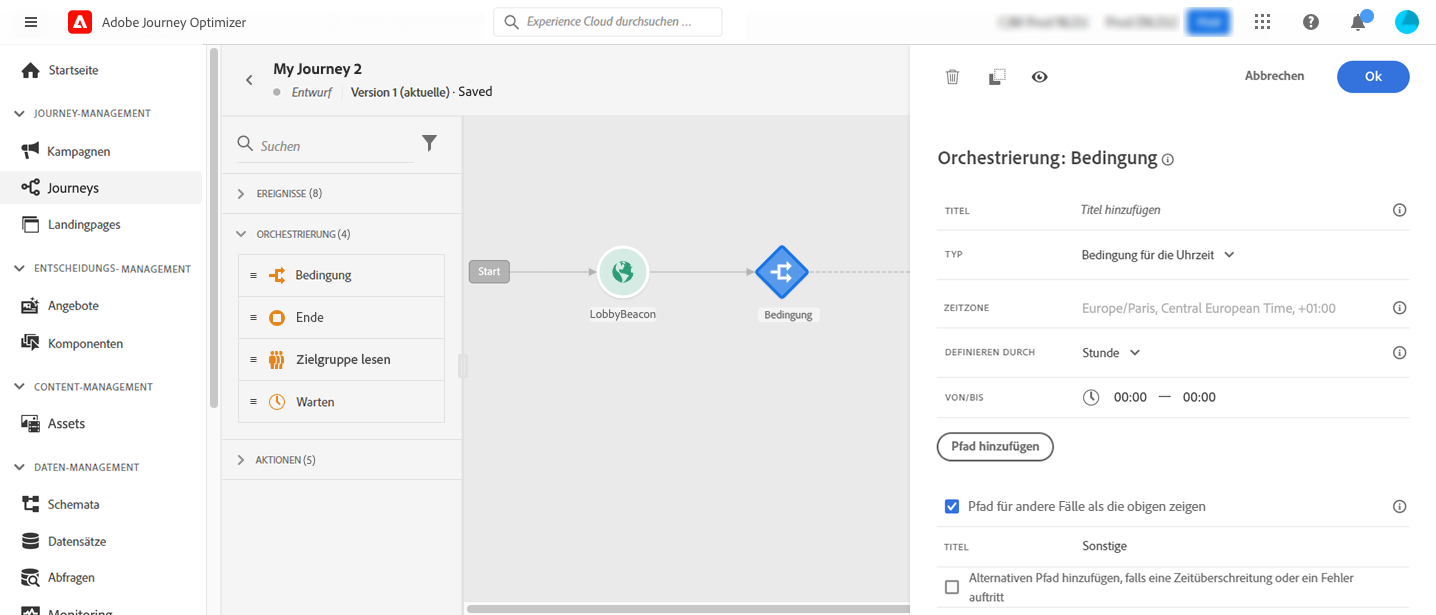 Adobe Journey Optimizer
Experience Cloud durchsuchen ...
Startseite
JOURNEY-MANAGEMENT
Kampagnen
Journeys
Landingpages
ENTSCHEIDUNGS- MANAGEMENT
Angebote
Komponenten
CONTENT-MANAGEMENT
Assets
DATEN-MANAGEMENT
Schemata
Datensätze
Abfragen
Monitoring
My Journey 2
Entwurf Version 1 (aktuelle) · Saved
Suchen
EREIGNISSE (8)
ORCHESTRIERUNG (4)
Bedingung
Ende
Zielgruppe lesen
Warten
AKTIONEN (5)
Start
LobbyBeacon
Bedingung
Abbrechen
Ok
Orchestrierung: Bedingung
TITEL Titel hinzufügen
TYP Bedingung für die Uhrzeit
ZEITZONE Europe/Paris, Central European Time, +01:00
DEFINIEREN DURCH Stunde
VON/BIS 00:00 — 00:00
Pfad hinzufügen
Pfad für andere Fälle als die obigen zeigen
TITEL Sonstige
Alternativen Pfad hinzufügen, falls eine Zeitüberschreitung oder ein Fehler
auftritt